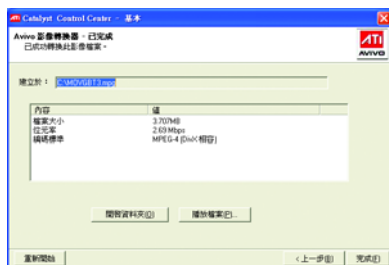 ATI Catalyst Control Center - 基本
Avivo 影像轉換器 - 已完成
已成功轉換此影像檔案。
ATI
AVIVO
建立於：
內容 值
檔案大小 3.707MB
位元率 2.69 Mbps
編碼標準 MPEG-4 (DivX 相容)
開啟資料夾(O) 播放檔案(P)...
重新開始 <上一步(B) 完成(F)